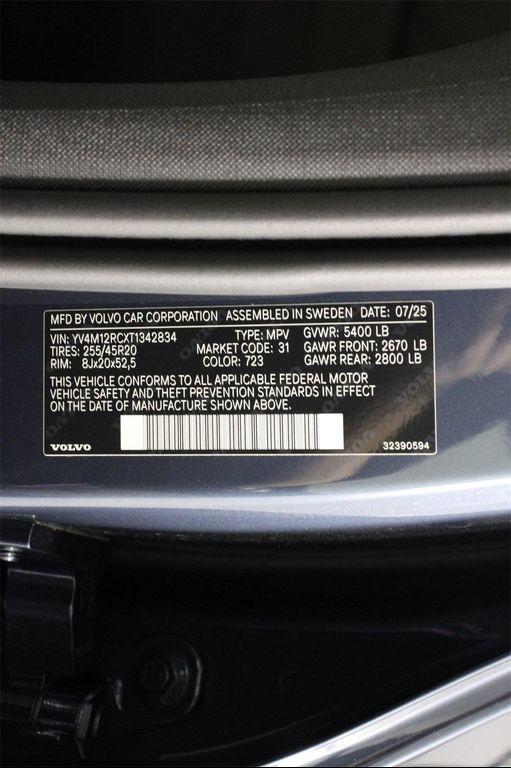 MFD BY VOLVO CAR CORPORATION ASSEMBLED IN SWEDEN DATE: 07/25
VIN: YV4M12RCXT1342834 TYPE: MPV GVWR: 5400 LB
TIRES: 255/45R20 MARKET CODE: 31 GAWR FRONT: 2670 LB
RIM: 8Jx20x52,5 COLOR: 723 GAWR REAR: 2800 LB
THIS VEHICLE CONFORMS TO ALL APPLICABLE FEDERAL MOTOR
VEHICLE SAFETY AND THEFT PREVENTION STANDARDS IN EFFECT
ON THE DATE OF MANUFACTURE SHOWN ABOVE.
VOLVO 32390594